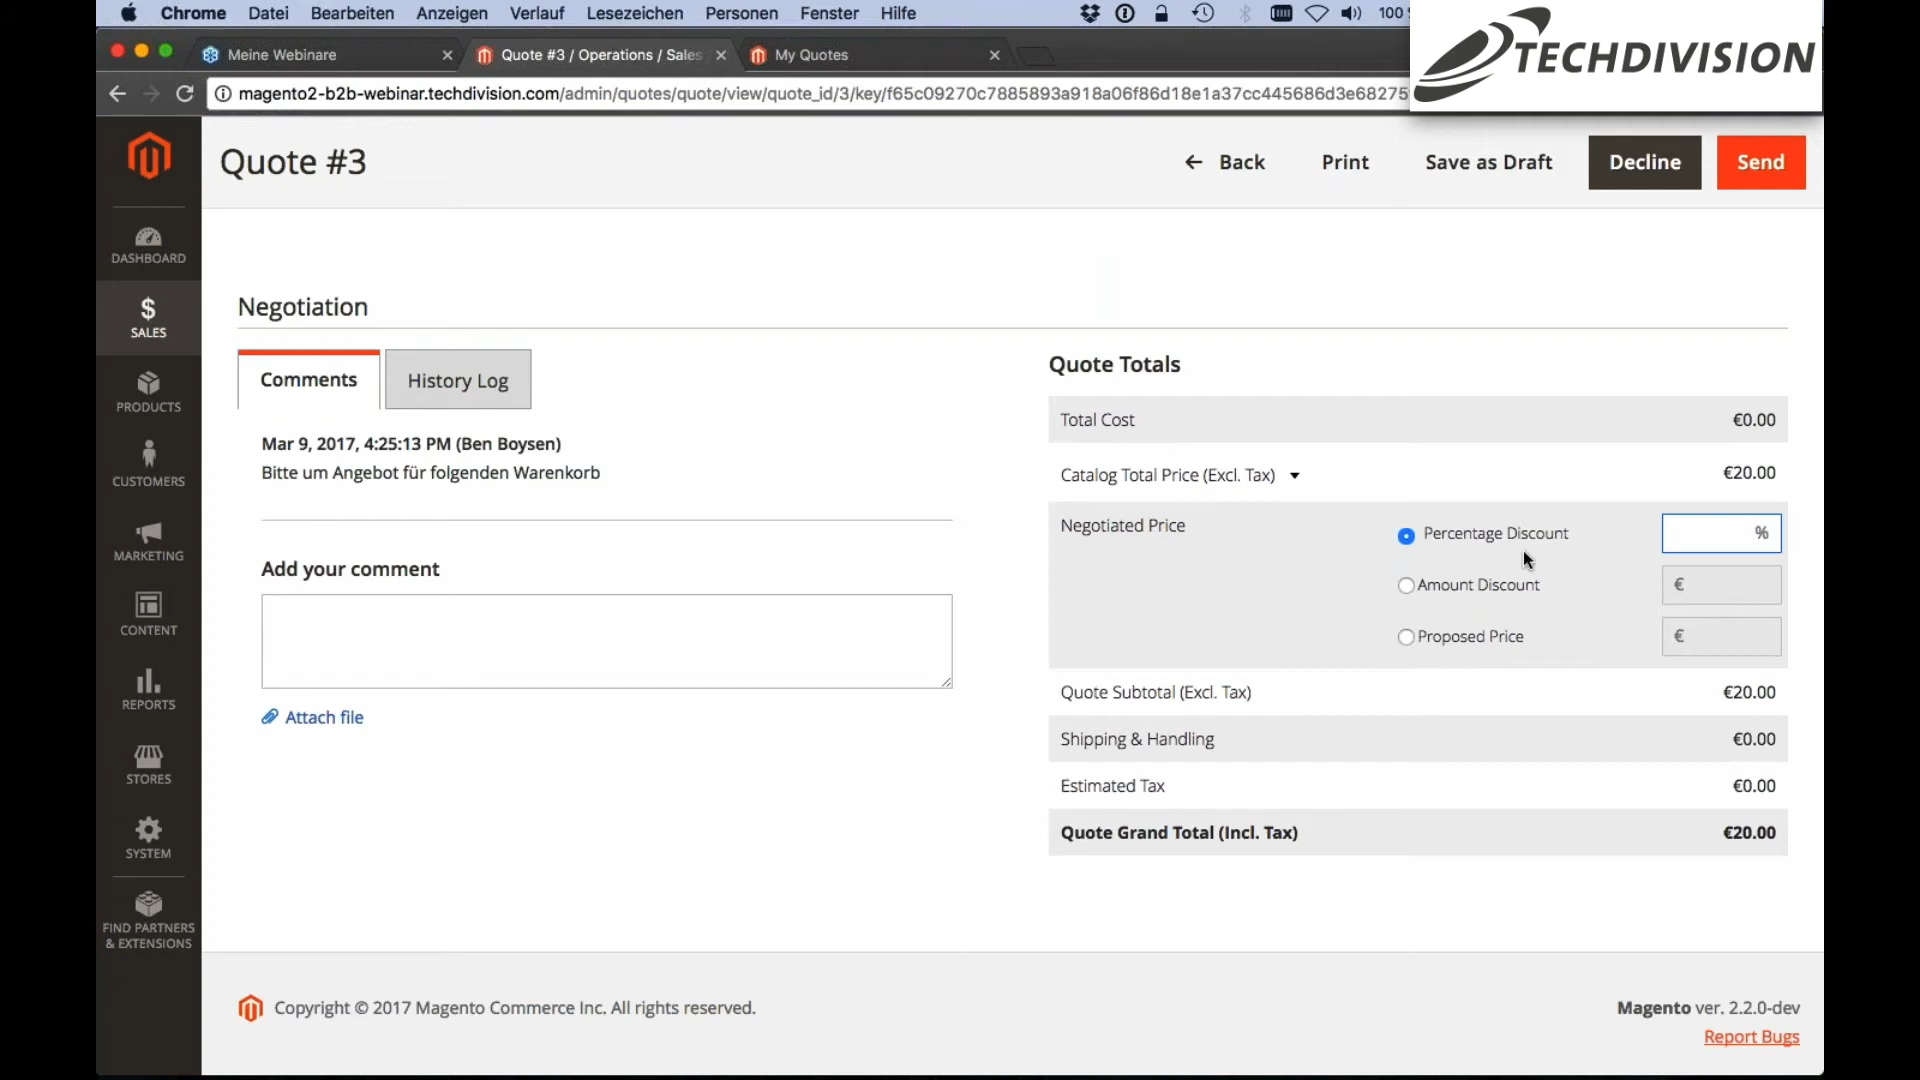 Chrome Datei Bearbeiten Anzeigen Verlauf Lesezeichen Personen Fenster Hilfe 100
TECHDIVISION
Meine Webinare Quote #3 / Operations / Sales My Quotes
magento2-b2b-webinar.techdivision.com/admin/quotes/quote/view/quote_id/3/key/f65c09270c7885893a918a06f86d18e1a37cc445686d3e68275
Quote #3 Back Print Save as Draft Decline Send
DASHBOARD
SALES
PRODUCTS
CUSTOMERS
MARKETING
CONTENT
REPORTS
STORES
SYSTEM
FIND PARTNERS
& EXTENSIONS
Negotiation
Comments History Log
Mar 9, 2017, 4:25:13 PM (Ben Boysen)
Bitte um Angebot für folgenden Warenkorb
Add your comment
Attach file
Quote Totals
Total Cost €0.00
Catalog Total Price (Excl. Tax) €20.00
Negotiated Price Percentage Discount %
Amount Discount €
Proposed Price €
Quote Subtotal (Excl. Tax) €20.00
Shipping & Handling €0.00
Estimated Tax €0.00
Quote Grand Total (Incl. Tax) €20.00
Copyright © 2017 Magento Commerce Inc. All rights reserved.
Magento ver. 2.2.0-dev
Report Bugs